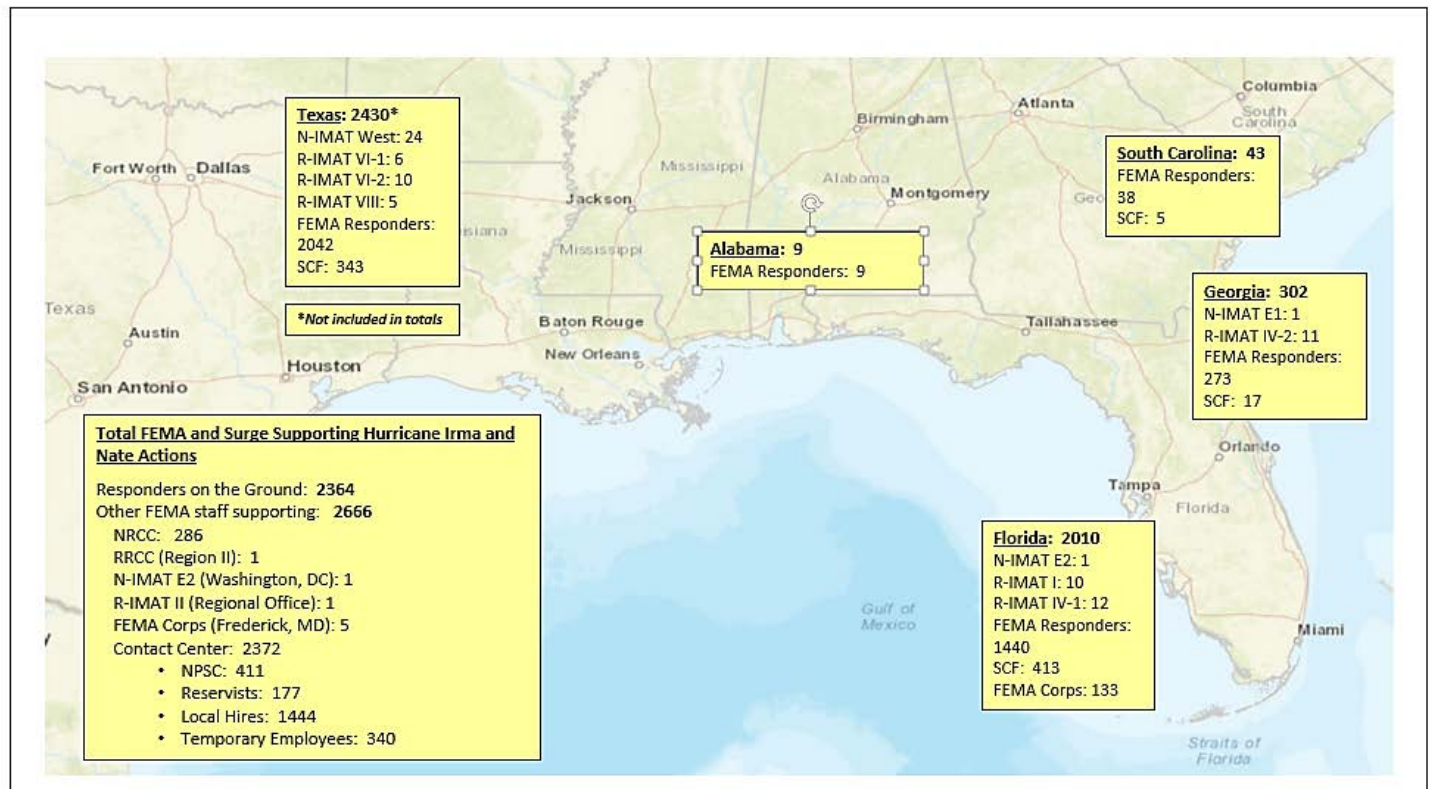 Columbia
South
Carolina
Atlanta
Birmingham
Texas: 2430*
N-IMAT West: 24
R-IMAT VI-1: 6
R-IMAT VI-2: 10
R-IMAT VIII: 5
FEMA Responders:
2042
SCF: 343
*Not included in totals
South Carolina: 43
FEMA Responders:
38
SCF: 5
Fort Worth
Dallas
Mississippi
Alabama
Montgomery
Jackson
Geo
isiana
Mississippi
Alabama: 9
FEMA Responders: 9
Georgia: 302
N-IMAT E1: 1
R-IMAT IV-2: 11
FEMA Responders:
273
SCF: 17
Texas
Austin
Baton Rouge
Tallahassee
New Orleans
Houston
San Antonio
Orlando
Tampa
Florida
Total FEMA and Surge Supporting Hurricane Irma and
Nate Actions
Responders on the Ground: 2364
Other FEMA staff supporting: 2666
NRCC: 286
RRCC (Region II): 1
N-IMAT E2 (Washington, DC): 1
R-IMAT II (Regional Office): 1
FEMA Corps (Frederick, MD): 5
Contact Center: 2372
• NPSC: 411
• Reservists: 177
• Local Hires: 1444
• Temporary Employees: 340
Florida: 2010
N-IMAT E2: 1
R-IMAT I: 10
R-IMAT IV-1: 12
FEMA Responders:
1440
SCF: 413
FEMA Corps: 133
Gulf of
Mexico
Miami
Straits of
Florida